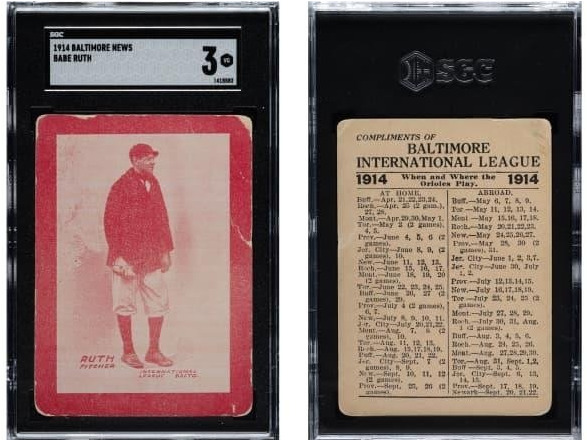 SGC
1914 BALTIMORE NEWS
BABE RUTH
3 VG
1418883
RUTH
PITCHER
INTERNATIONAL
LEAGUE BALTO.
SGC
COMPLIMENTS OF
BALTIMORE
INTERNATIONAL LEAGUE
1914 When and Where the Orioles Play. 1914
AT HOME.
Buff.—Apr. 21,22,23,24,
Roch.—Apr. 25 (2 gam.),
27, 28.
Mont.—Apr.29,30,May 1.
Tor.—May 2 (2 games),
4, 5.
Prov.—June 4, 5, 6 (2
games).
Jer. City—June 8, 9, (2
games), 10.
New.—June 11, 12, 13.
Roch.—June 15, 16, 17.
Mont.—June 18, 19, 20
(2 games).
Tor.—June 22, 23, 24, 25.
Buff.—June 26, 27 (2
games), 29.
Prov.—July 4 (2 games),
6, 7.
New.—July 8, 9, 10, 11.
Jer. City—July 20,21,22.
Mont.—Aug. 7, 8 (2
games), 10.
Tor.—Aug. 11, 12, 13.
Roch.—Aug. 15,17,18,19.
Buff.—Aug. 20, 21, 22.
Jer. City—Sept. 7 (2
games), 8, 9.
New.—Sept. 10, 11, 12
(2 games).
Prov.—Sept. 25, 26 (2
games).
ABROAD.
Buff.—May 6, 7, 8, 9.
Tor.—May 11, 12, 13, 14.
Mont.—May 15,16,17,18.
Roch.—May 20,21,22,23.
New.—May 24,25,26,27.
Prov.—May 28, 30 (2
games), 31.
Jer. City—June 1, 2, 3,7.
Jer. City—June 30, July
1, 2.
Prov.—July 12,13,14,15.
New.—July 16,17,18,19.
Tor.—July 23, 24, 25 (2
games).
Mont.—July 27, 28, 29.
Roch.—July 30, 31, Aug.
1 (2 games).
Buff.—Aug. 3, 4, 5, 6.
Roch.—Aug. 24, 25, 26.
Mont.—Aug. 27,28,29,30.
Tor.—Aug. 31, Sept.1,2.
Buff.—Sept. 3, 4, 5.
Jer. City—Sept. 6, 13,
14, 15.
Prov.—Sept. 17, 18, 19.
Newark—Sept. 20, 21,22.